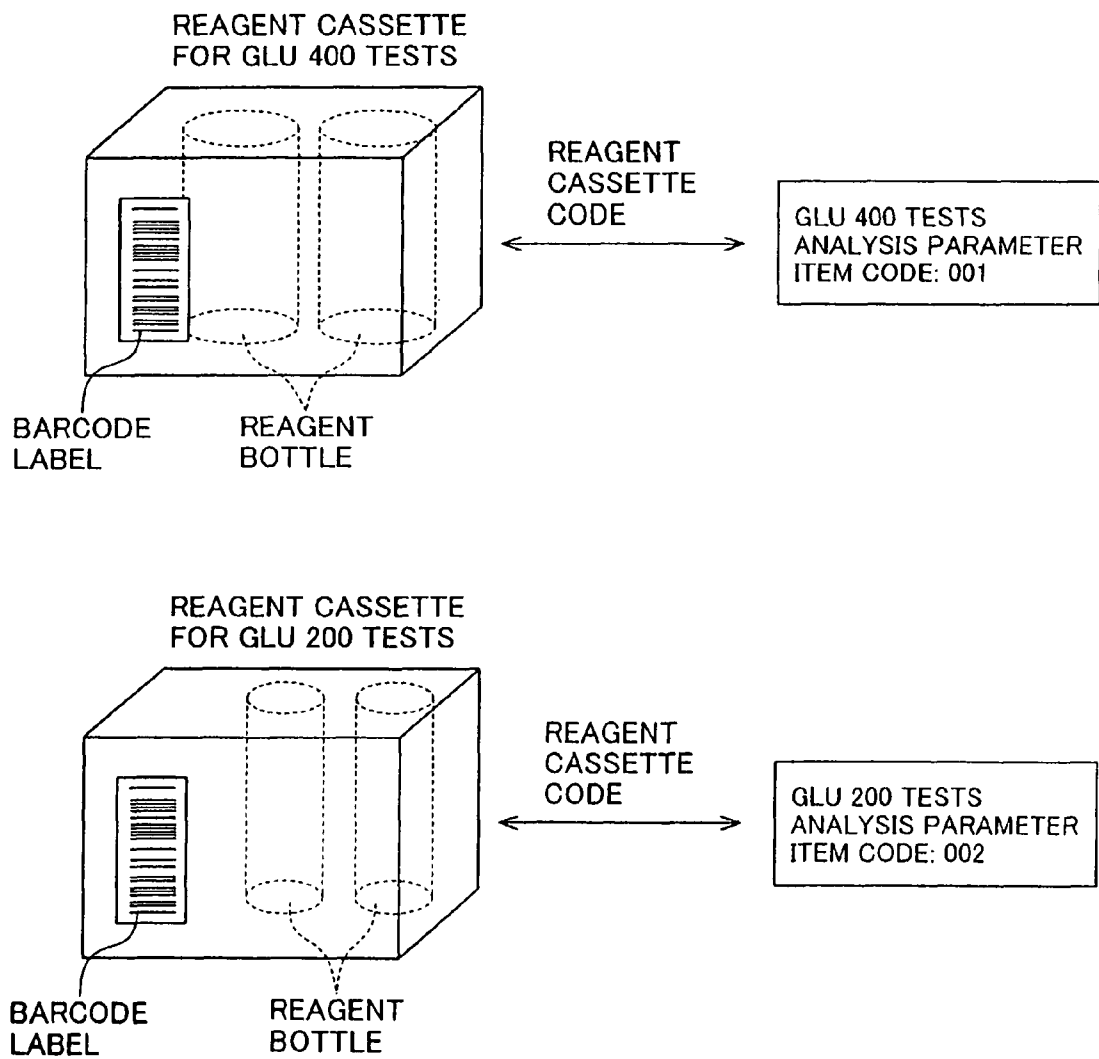 REAGENT CASSETTE
FOR GLU 400 TESTS
REAGENT
CASSETTE
CODE
GLU 400 TESTS
ANALYSIS PARAMETER
ITEM CODE: 001
BARCODE
LABEL
REAGENT
BOTTLE
REAGENT CASSETTE
FOR GLU 200 TESTS
REAGENT
CASSETTE
CODE
GLU 200 TESTS
ANALYSIS PARAMETER
ITEM CODE: 002
BARCODE
LABEL
REAGENT
BOTTLE